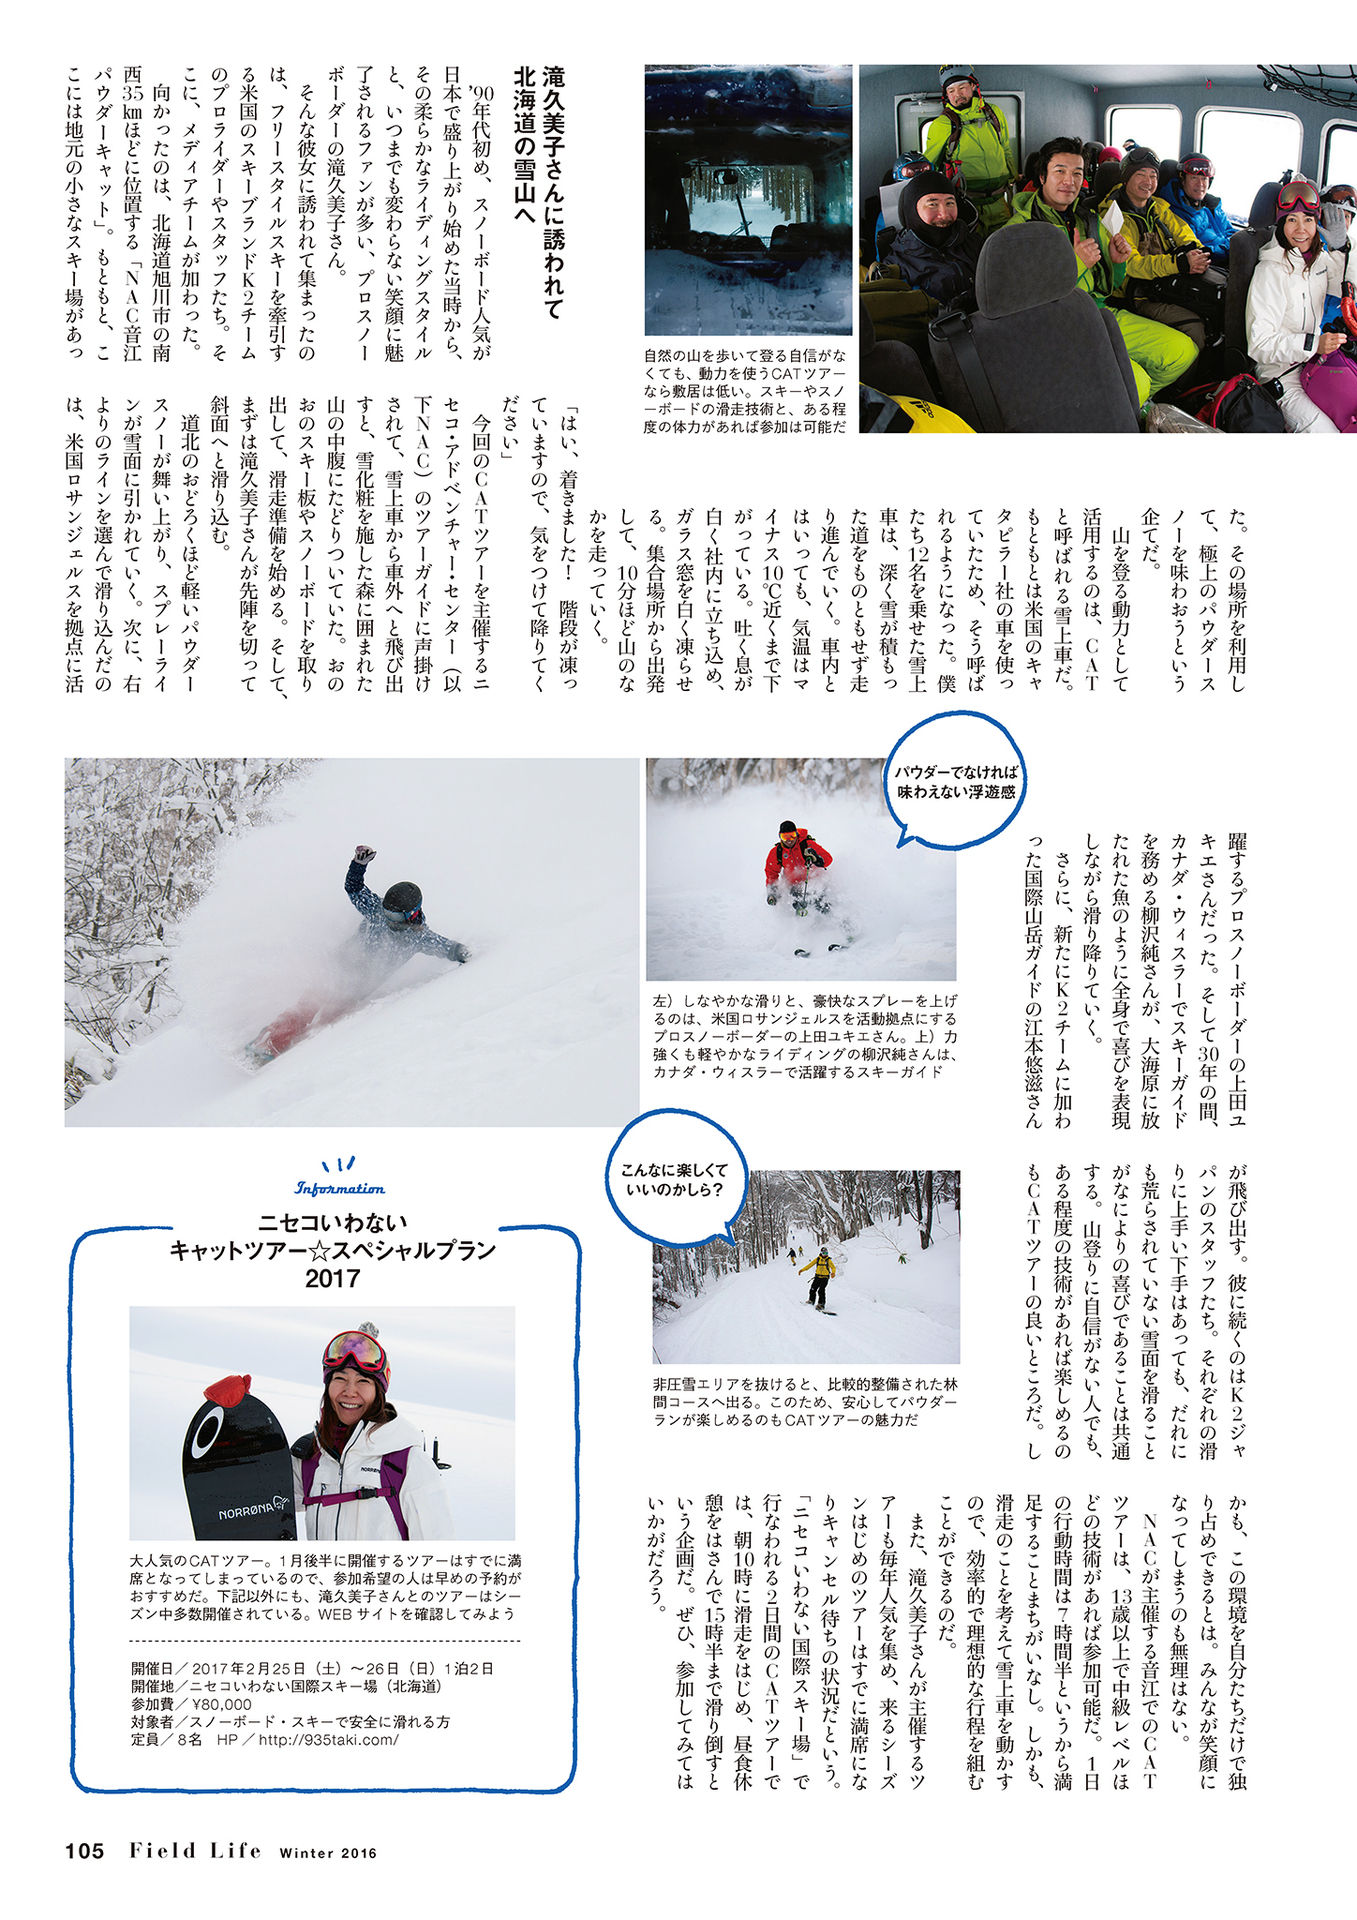 滝久美子さんに誘われて
北海道の雪山へ
’90年代初め、スノーボード人気が
日本で盛り上がり始めた当時から、
その柔らかなライディングスタイル
と、いつまでも変わらない笑顔に魅
了されるファンが多い、プロスノー
ボーダーの滝久美子さん。
そんな彼女に誘われて集まったの
は、フリースタイルスキーを牽引す
る米国のスキーブランドK2チーム
のプロライダーやスタッフたち。そ
こに、メディアチームが加わった。
向かったのは、北海道旭川市の南
西35㎞ほどに位置する「NAC音江
パウダーキャット」。もともと、こ
こには地元の小さなスキー場があっ
自然の山を歩いて登る自信がな
くても、動力を使うCATツアー
なら敷居は低い。スキーやスノ
ーボードの滑走技術と、ある程
度の体力があれば参加は可能だ
た。その場所を利用し
て、極上のパウダース
ノーを味わおうという
企てだ。
山を登る動力として
活用するのは、CAT
と呼ばれる雪上車だ。
もともとは米国のキャ
タピラー社の車を使っ
ていたため、そう呼ば
れるようになった。僕
たち12名を乗せた雪上
車は、深く雪が積もっ
た道をものともせず走
り進んでいく。車内と
はいっても、気温はマ
イナス10℃近くまで下
がっている。吐く息が
白く社内に立ち込め、
ガラス窓を白く凍らせ
る。集合場所から出発
して、10分ほど山のな
かを走っていく。
「はい、着きました！　階段が凍っ
ていますので、気をつけて降りてく
ださい」
今回のCATツアーを主催するニ
セコ・アドベンチャー・センター（以
下NAC）のツアーガイドに声掛け
されて、雪上車から車外へと飛び出
すと、雪化粧を施した森に囲まれた
山の中腹にたどりついていた。おの
おのスキー板やスノーボードを取り
出して、滑走準備を始める。そして、
まずは滝久美子さんが先陣を切って
斜面へと滑り込む。
道北のおどろくほど軽いパウダー
スノーが舞い上がり、スプレーライ
ンが雪面に引かれていく。次に、右
よりのラインを選んで滑り込んだの
は、米国ロサンジェルスを拠点に活
パウダーでなければ
味わえない浮遊感
躍するプロスノーボーダーの上田ユ
キエさんだった。そして30年の間、
カナダ・ウィスラーでスキーガイド
を務める柳沢純さんが、大海原に放
たれた魚のように全身で喜びを表現
しながら滑り降りていく。
さらに、新たにK2チームに加わ
った国際山岳ガイドの江本悠滋さん
左）しなやかな滑りと、豪快なスプレーを上げ
るのは、米国ロサンジェルスを活動拠点にする
プロスノーボーダーの上田ユキエさん。上）力
強くも軽やかなライディングの柳沢純さんは、
カナダ・ウィスラーで活躍するスキーガイド
が飛び出す。彼に続くのはK2ジャ
パンのスタッフたち。それぞれの滑
りに上手い下手はあっても、だれに
も荒らされていない雪面を滑ること
がなによりの喜びであることは共通
する。山登りに自信がない人でも、
ある程度の技術があれば楽しめるの
もCATツアーの良いところだ。し
こんなに楽しくて
いいのかしら？
非圧雪エリアを抜けると、比較的整備された林
間コースへ出る。このため、安心してパウダー
ランが楽しめるのもCATツアーの魅力だ
かも、この環境を自分たちだけで独
り占めできるとは。みんなが笑顔に
なってしまうのも無理はない。
NACが主催する音江でのCAT
ツアーは、13歳以上で中級レベルほ
どの技術があれば参加可能だ。1日
の行動時間は7時間半というから満
足することまちがいなし。しかも、
滑走のことを考えて雪上車を動かす
ので、効率的で理想的な行程を組む
ことができるのだ。
また、滝久美子さんが主催するツ
アーも毎年人気を集め、来るシーズ
ンはじめのツアーはすでに満席にな
りキャンセル待ちの状況だという。
「ニセコいわない国際スキー場」で
行なわれる2日間のCATツアーで
は、朝10時に滑走をはじめ、昼食休
憩をはさんで15時半まで滑り倒すと
いう企画だ。ぜひ、参加してみては
いかがだろう。
Information
ニセコいわない
キャットツアー☆スペシャルプラン
2017
NORRØNA
NORRØNA
大人気のCATツアー。1月後半に開催するツアーはすでに満
席となってしまっているので、参加希望の人は早めの予約が
おすすめだ。下記以外にも、滝久美子さんとのツアーはシー
ズン中多数開催されている。WEBサイトを確認してみよう
開催日／2017年2月25日（土）〜26日（日）1泊2日
開催地／ニセコいわない国際スキー場（北海道）
参加費／¥80,000
対象者／スノーボード・スキーで安全に滑れる方
定員／8名　HP／http://935taki.com/
105 Field Life Winter 2016